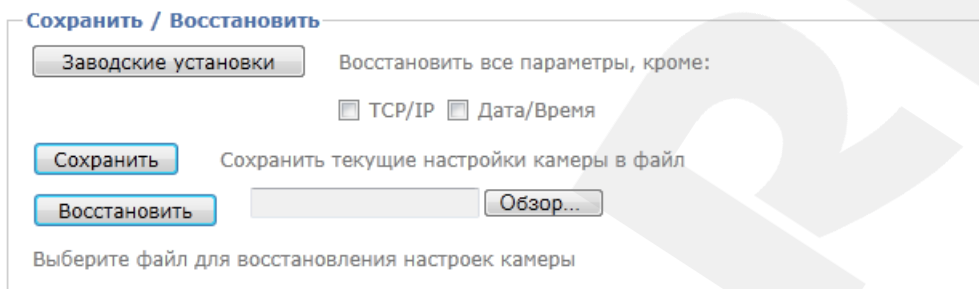 Сохранить / Восстановить
Заводские установки Восстановить все параметры, кроме:
TCP/IP Дата/Время
Сохранить Сохранить текущие настройки камеры в файл
Восстановить Обзор...
Выберите файл для восстановления настроек камеры